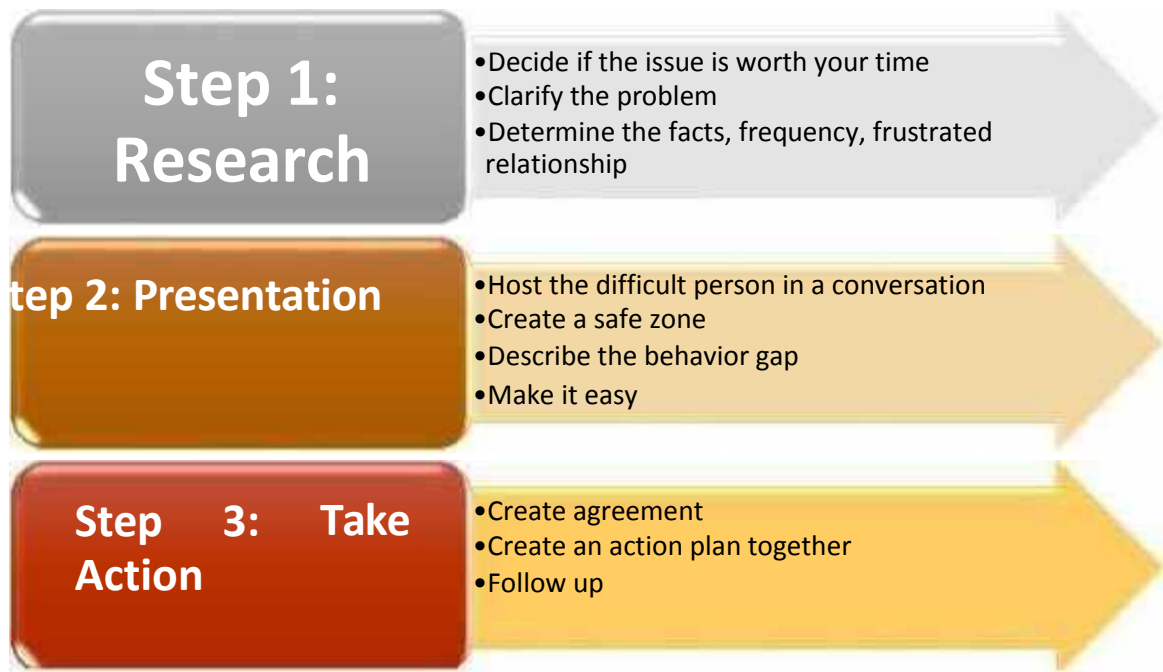 Step 1:
Research
•Decide if the issue is worth your time
•Clarify the problem
•Determine the facts, frequency, frustrated
relationship
tep 2: Presentation
•Host the difficult person in a conversation
•Create a safe zone
•Describe the behavior gap
•Make it easy
Step 3: Take
Action
•Create agreement
•Create an action plan together
•Follow up